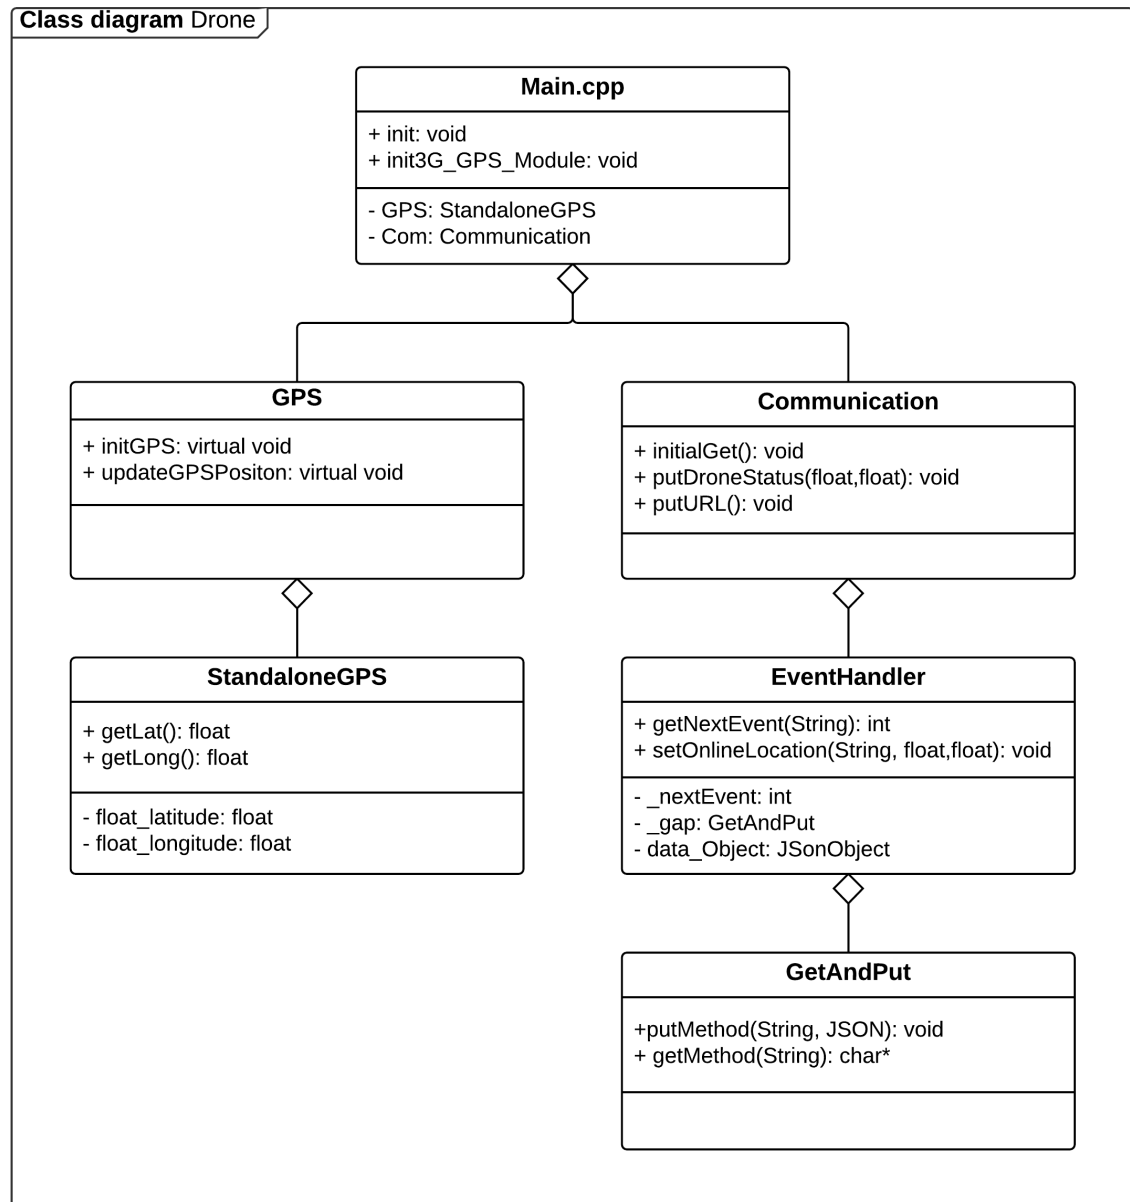 Class diagram Drone
Main.cpp
+ init: void
+ init3G_GPS_Module: void
- GPS: StandaloneGPS
- Com: Communication
GPS
+ initGPS: virtual void
+ updateGPSPositon: virtual void
Communication
+ initialGet(): void
+ putDroneStatus(float,float): void
+ putURL(): void
StandaloneGPS
+ getLat(): float
+ getLong(): float
- float_latitude: float
- float_longitude: float
EventHandler
+ getNextEvent(String): int
+ setOnlineLocation(String, float,float): void
- _nextEvent: int
- _gap: GetAndPut
- data_Object: JSonObject
GetAndPut
+putMethod(String, JSON): void
+ getMethod(String): char*